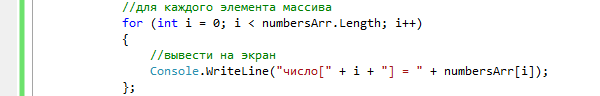 //для каждого элемента массива
for (int i = 0; i < numbersArr.Length; i++)
{
//вывести на экран
Console.WriteLine("число[" + i + "] = " + numbersArr[i]);
};